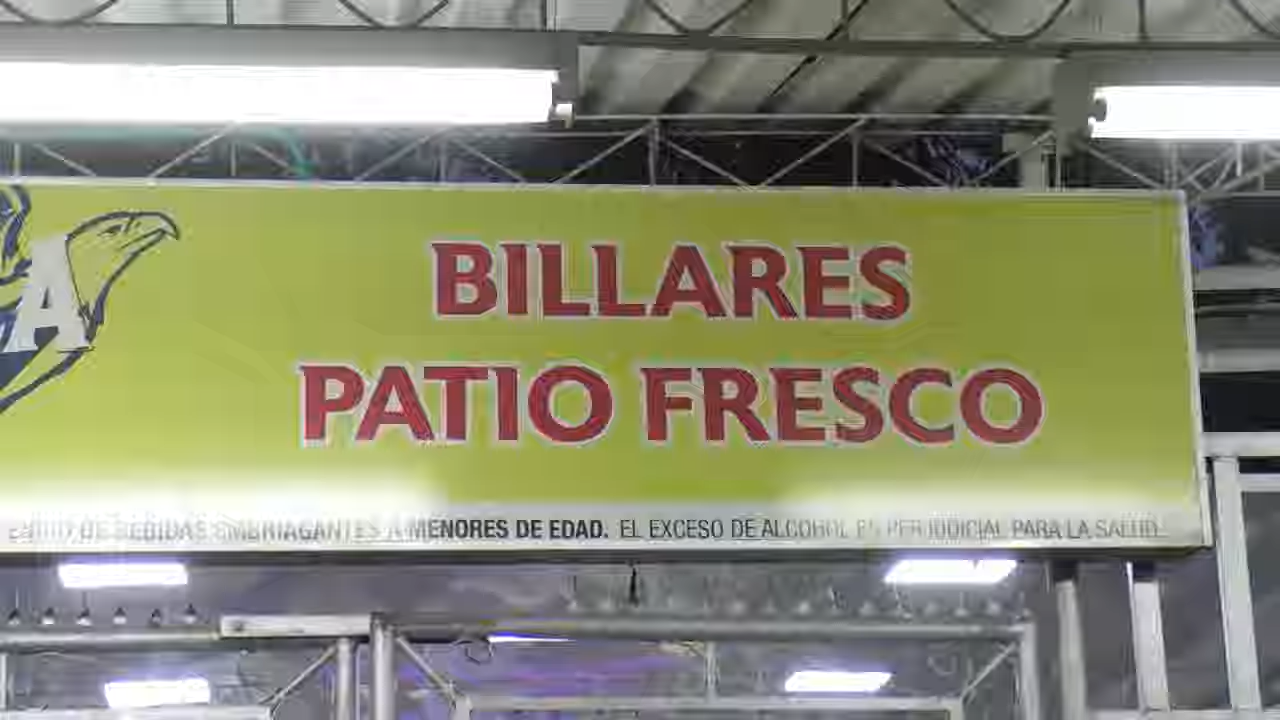 A
BILLARES
PATIO FRESCO
DE BEBIDAS EMBRIAGANTES A MENORES DE EDAD. EL EXCESO DE ALCOHOL ES PERJUDICIAL PARA LA SALUD.